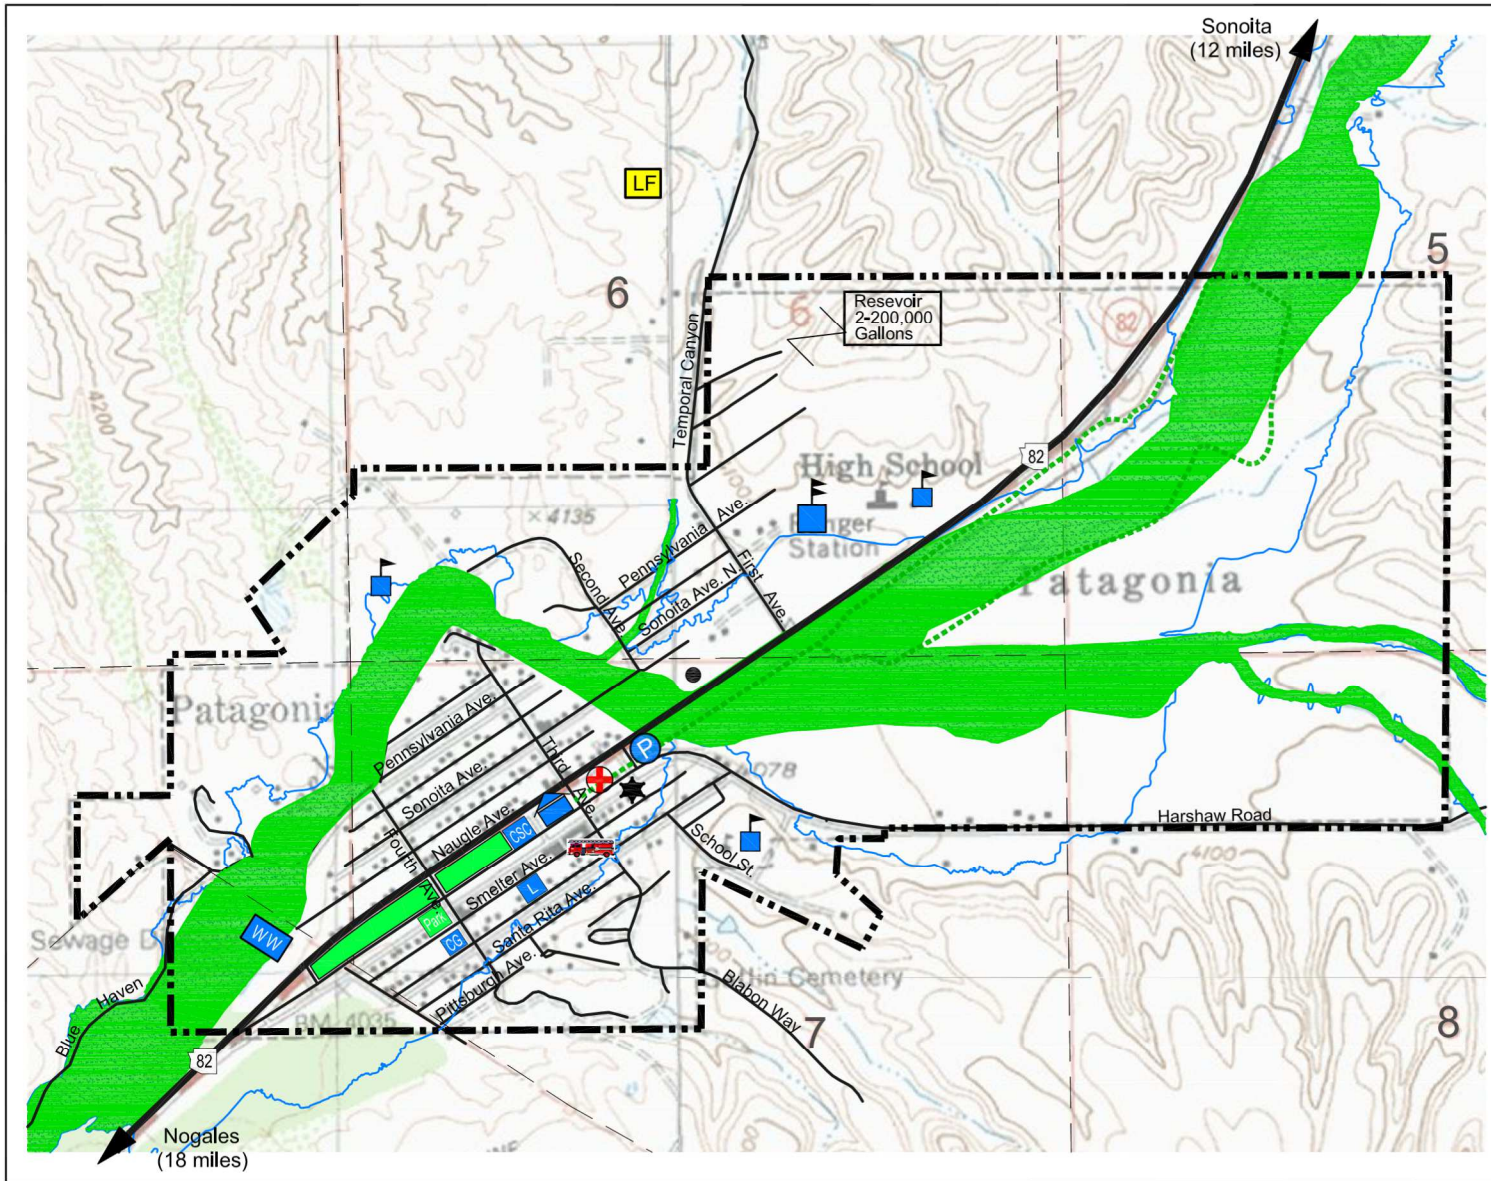 Sonoita
(12 miles)
LF
5
6
6
Resevoir
2-200,000
Gallons
82
Temporal Canyon
4200
82
High School
×4135
Ranger
Station
Pennsylvania Ave.
Second Ave.
First Ave.
Sonoita Ave. N.
Patagonia
Patagonia
Pennsylvania Ave.
Third Ave.
P
4078
Sonoita Ave.
Naugle Ave.
CSC
Harshaw Road
School St.
4100
Fourth Ave.
Smelter Ave.
L
Park
Santa Rita Ave.
WW
CG
Sewage D
Pittsburgh Ave.
Cemetery
Blue Haven
Blabon Way
BM 4035
7
8
82
Nogales
(18 miles)